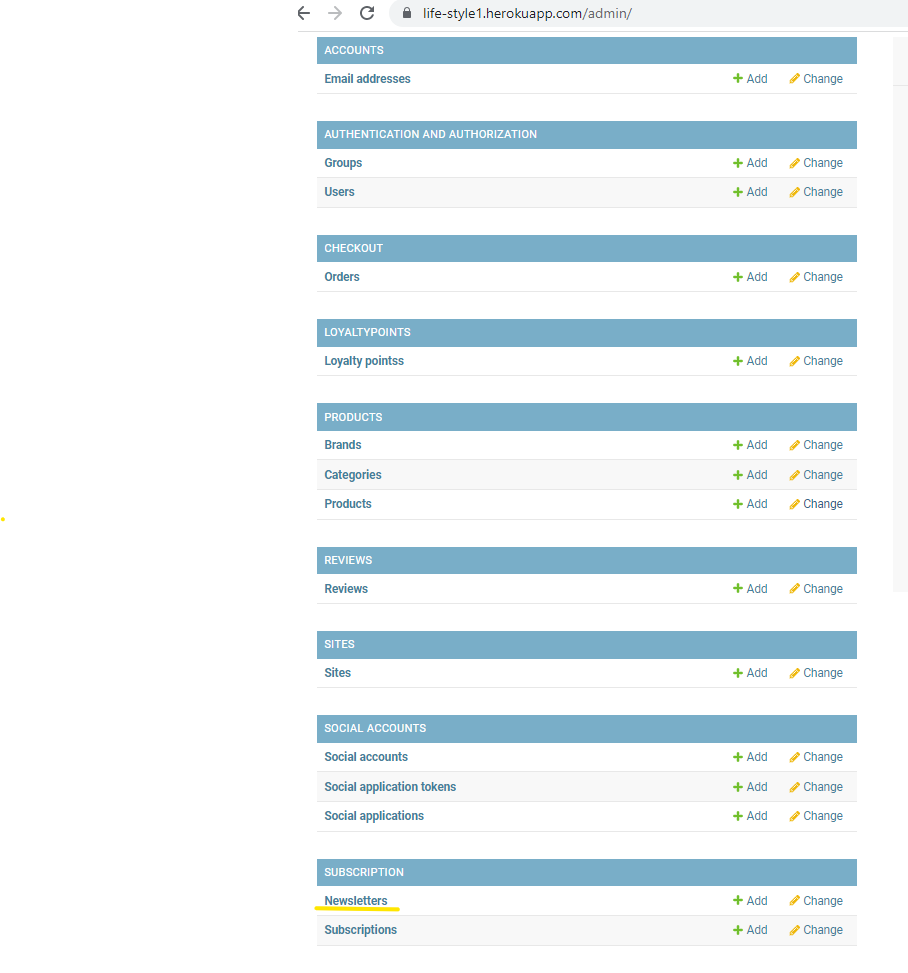 life-style1.herokuapp.com/admin/
ACCOUNTS
Email addresses Add Change
AUTHENTICATION AND AUTHORIZATION
Groups Add Change
Users Add Change
CHECKOUT
Orders Add Change
LOYALTYPOINTS
Loyalty pointss Add Change
PRODUCTS
Brands Add Change
Categories Add Change
Products Add Change
REVIEWS
Reviews Add Change
SITES
Sites Add Change
SOCIAL ACCOUNTS
Social accounts Add Change
Social application tokens Add Change
Social applications Add Change
SUBSCRIPTION
Newsletters Add Change
Subscriptions Add Change